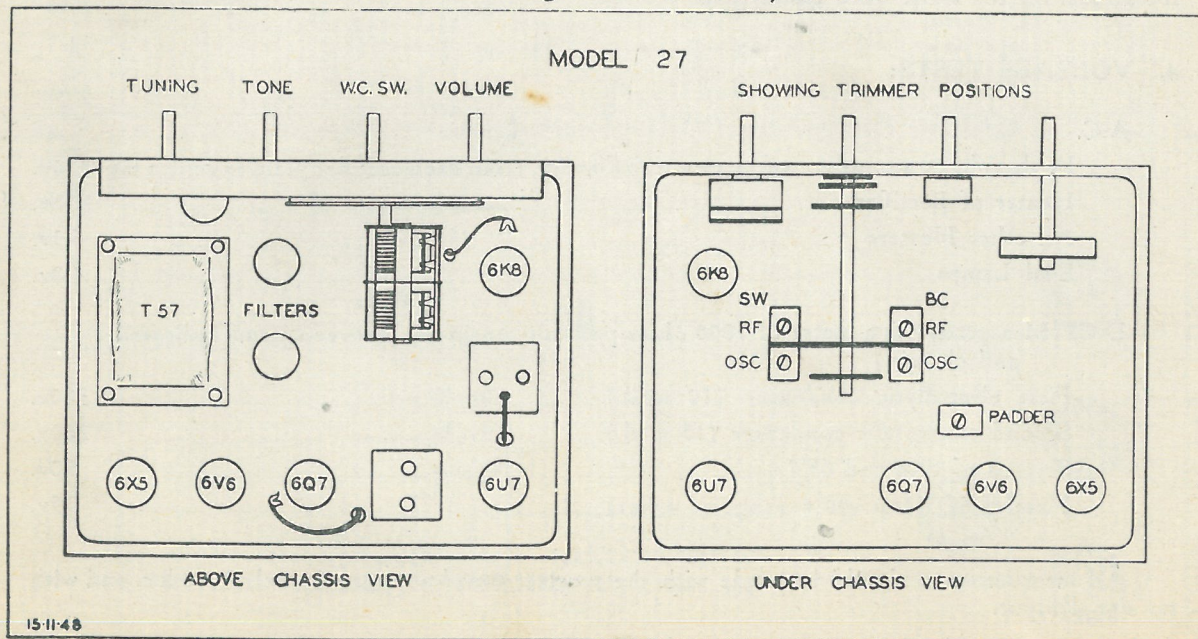 MODEL 27
TUNING TONE W.C. SW. VOLUME
SHOWING TRIMMER POSITIONS
T 57
FILTERS
6K8
6X5
6V6
6Q7
6U7
ABOVE CHASSIS VIEW
6K8
SW
RF
OSC
BC
RF
OSC
PADDER
6U7
6Q7
6V6
6X5
UNDER CHASSIS VIEW
15·11·48